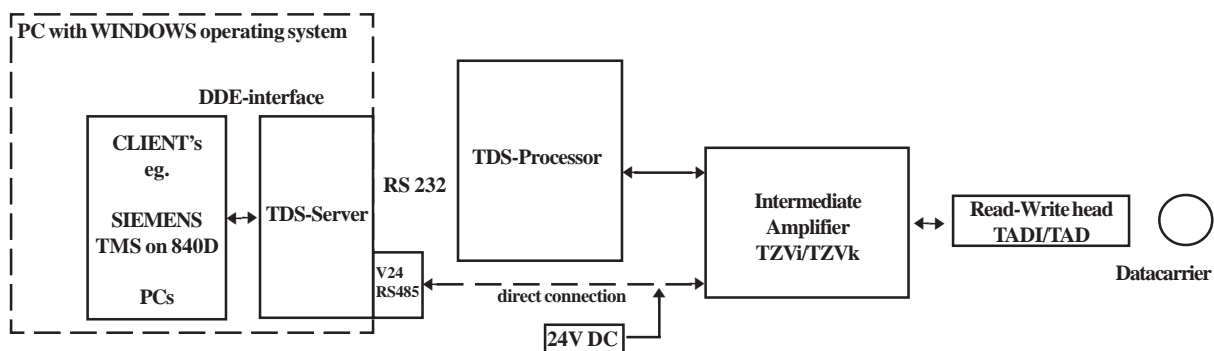 PC with WINDOWS operating system
DDE-interface
CLIENT's
eg.
SIEMENS
TMS on 840D
PCs
TDS-Server
RS 232
V24
RS485
TDS-Processor
direct connection
24V DC
Intermediate
Amplifier
TZVi/TZVk
Read-Write head
TADI/TAD
Datacarrier